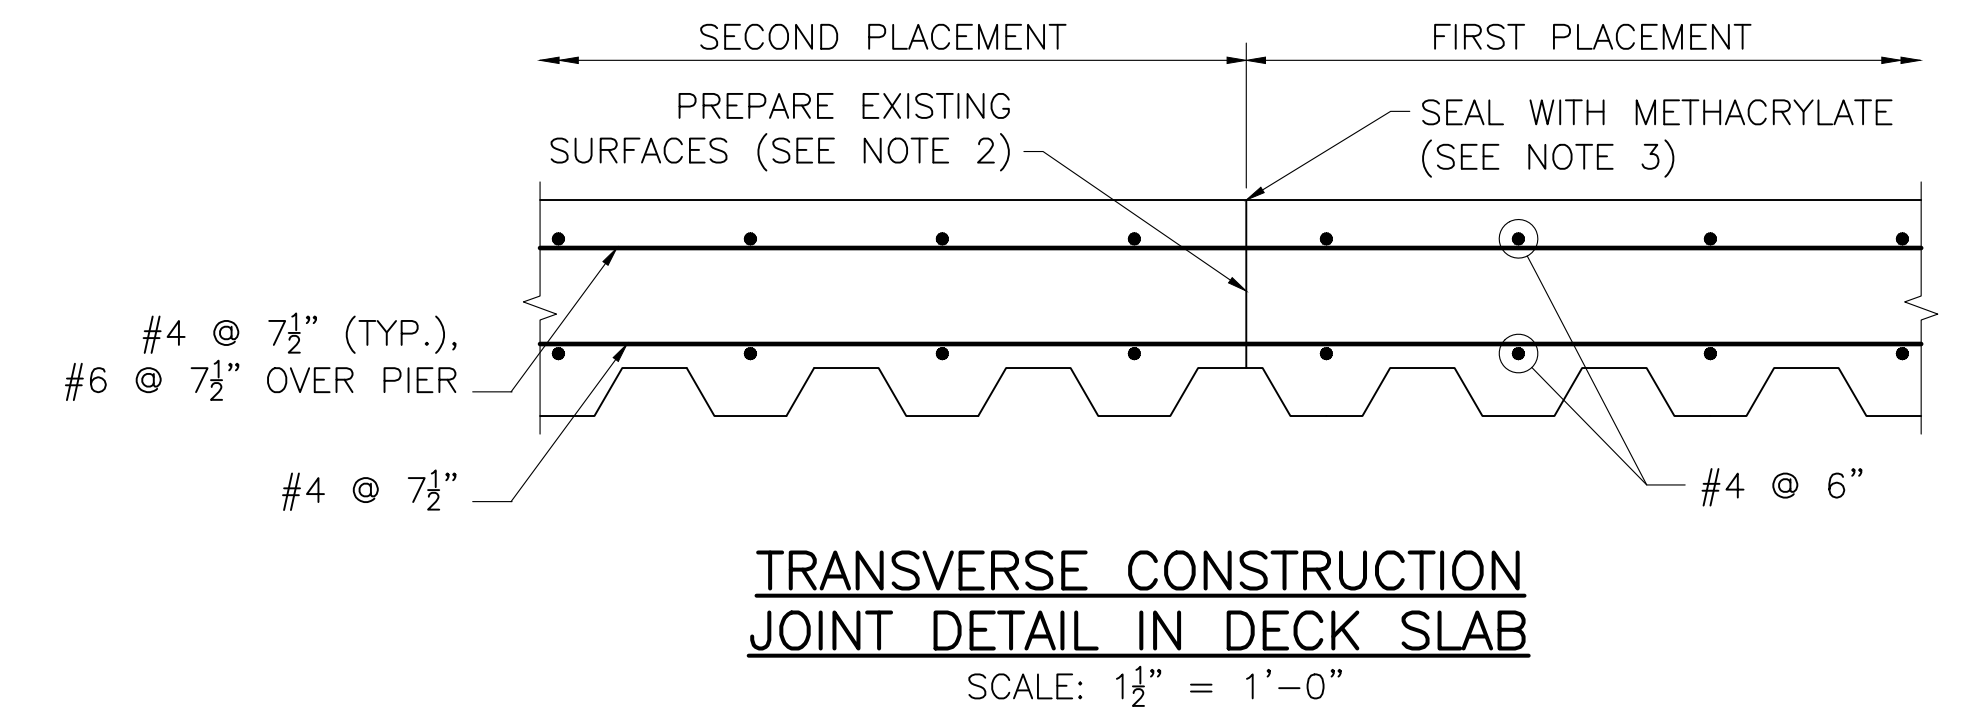 SECOND PLACEMENT
FIRST PLACEMENT
PREPARE EXISTING
SURFACES (SEE NOTE 2)
SEAL WITH METHACRYLATE
(SEE NOTE 3)
#4 @ 7½" (TYP.),
#6 @ 7½" OVER PIER
#4 @ 7½"
#4 @ 6"
TRANSVERSE CONSTRUCTION
JOINT DETAIL IN DECK SLAB
SCALE: 1½" = 1'-0"